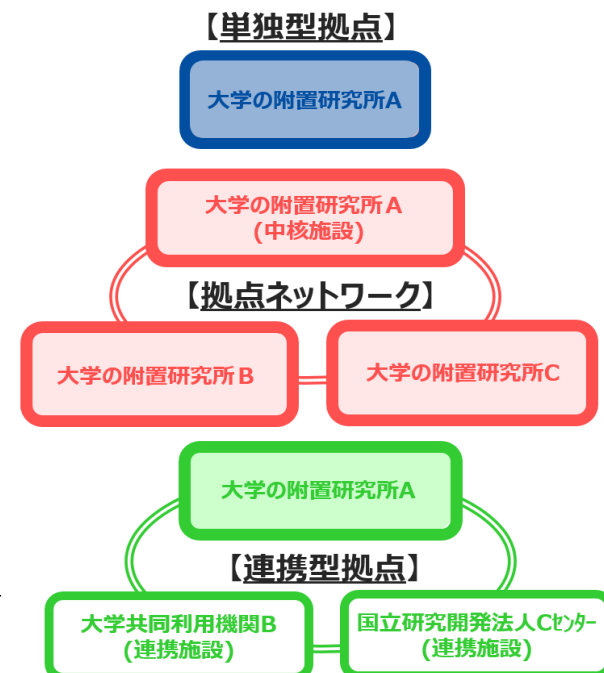 【単独型拠点】
大学の附置研究所A
大学の附置研究所A
(中核施設)
【拠点ネットワーク】
大学の附置研究所B
大学の附置研究所C
大学の附置研究所A
【連携型拠点】
大学共同利用機関B
(連携施設)
国立研究開発法人Cセンター
(連携施設)